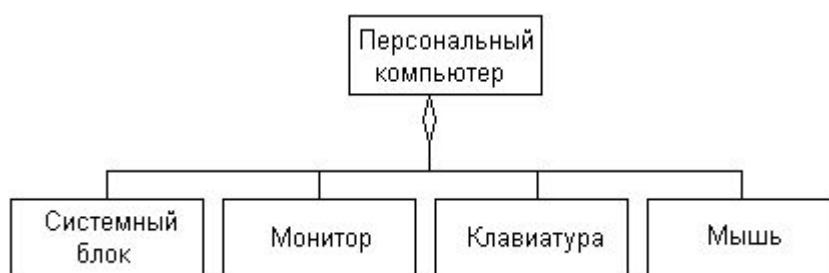 Персональный
компьютер
Системный
блок
Монитор
Клавиатура
Мышь